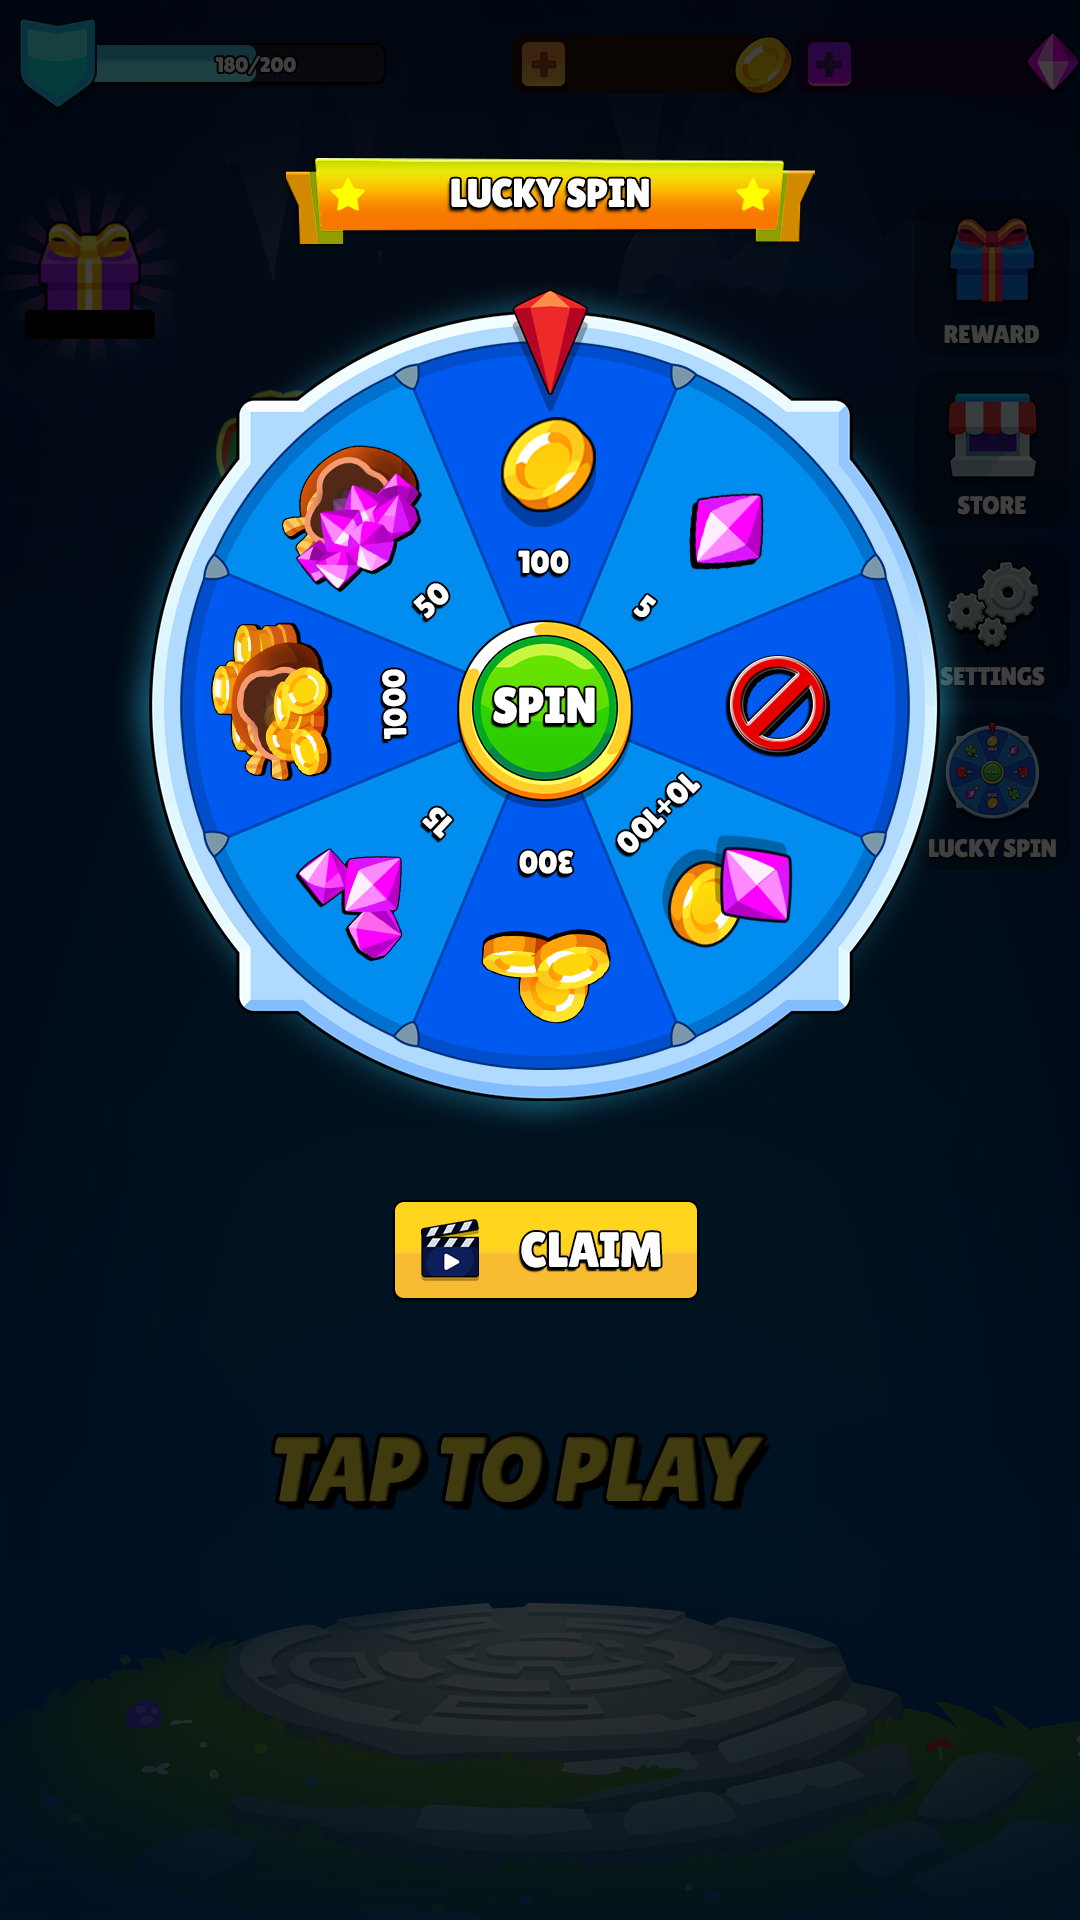 180/200
LUCKY SPIN
REWARD
STORE
SETTINGS
LUCKY SPIN
100
5
10+100
300
15
1000
50
SPIN
CLAIM
TAP TO PLAY